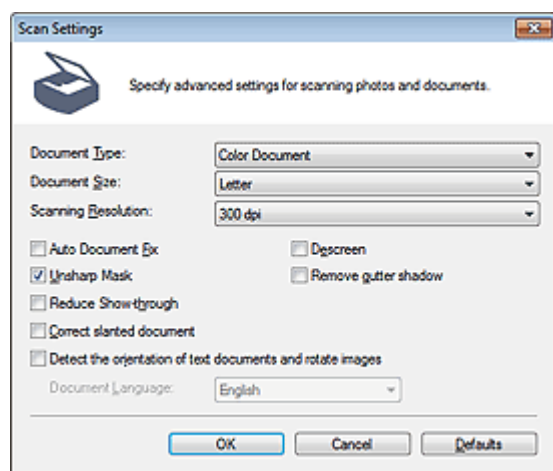 Scan Settings
Specify advanced settings for scanning photos and documents.
Document Type: Color Document
Document Size: Letter
Scanning Resolution: 300 dpi
Auto Document Fix Descreen
Unsharp Mask Remove gutter shadow
Reduce Show-through
Correct slanted document
Detect the orientation of text documents and rotate images
Document Language: English
OK Cancel Defaults